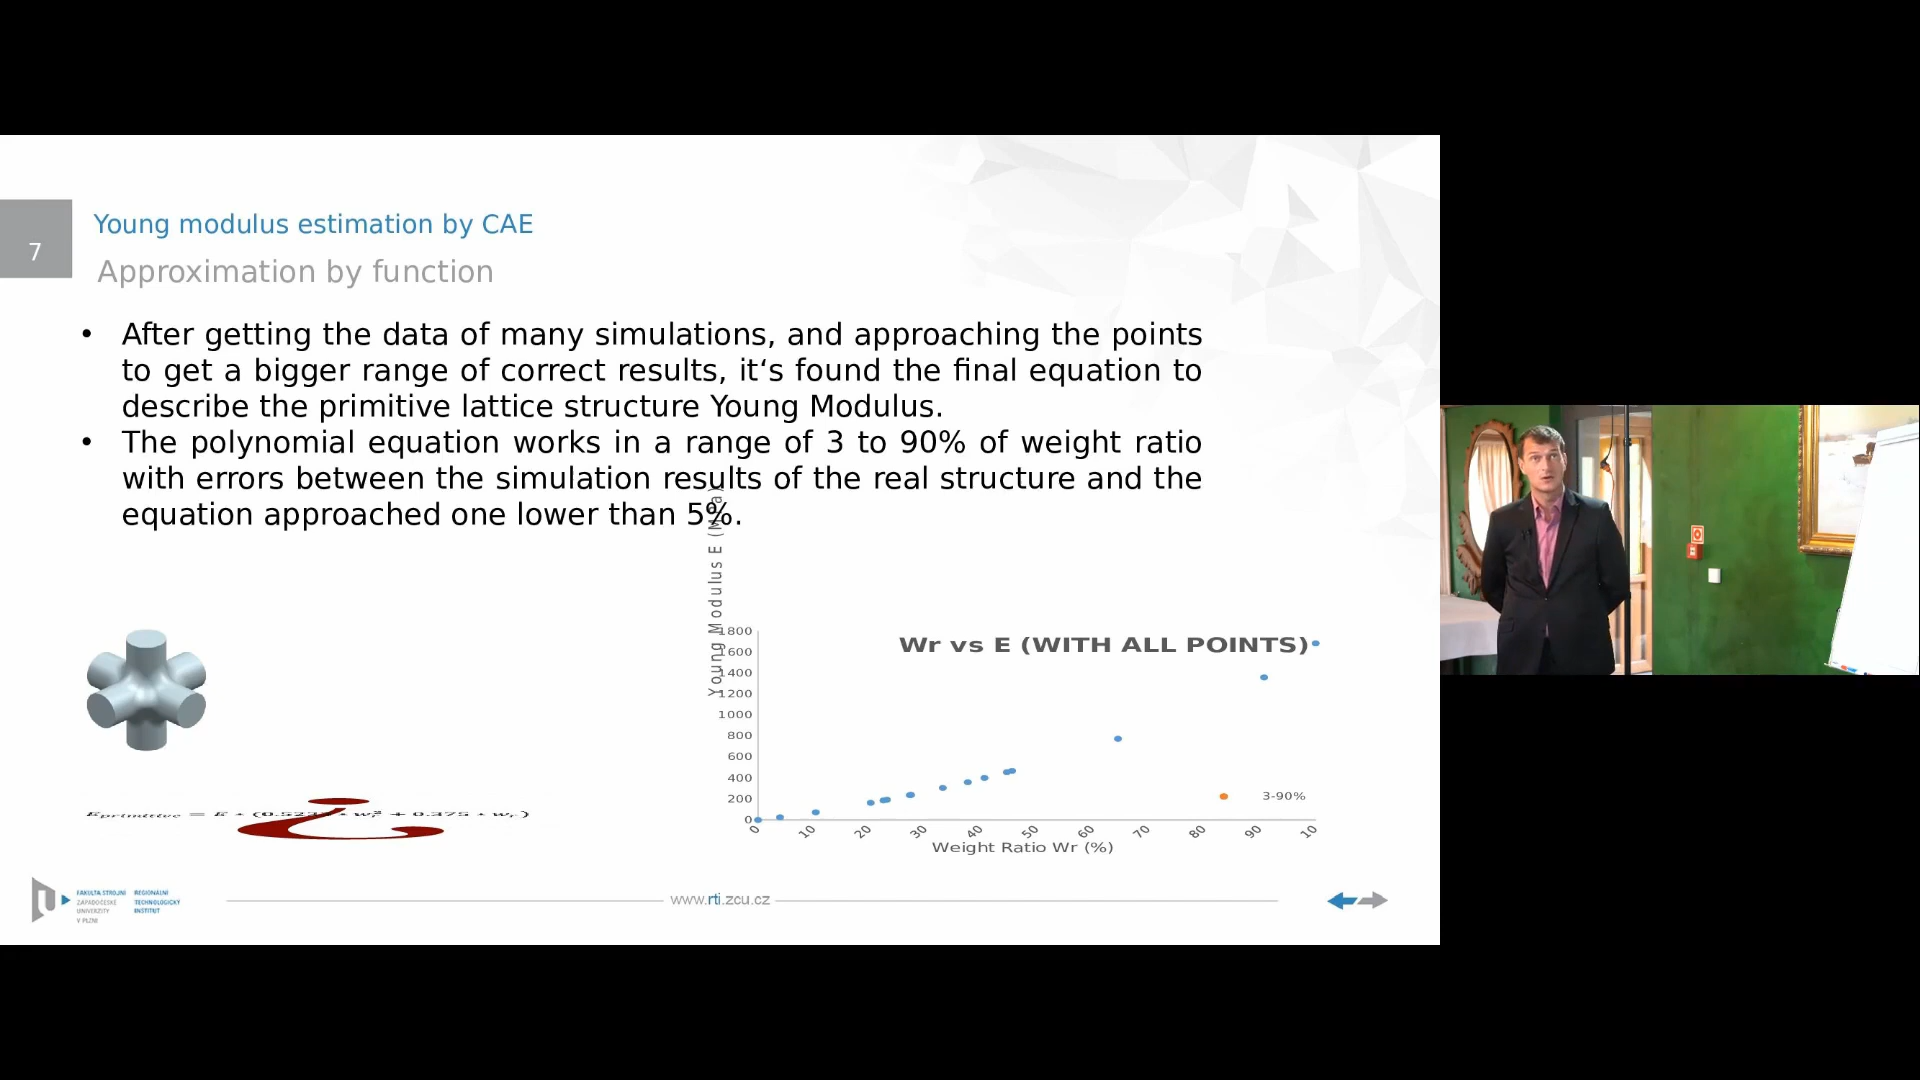 7
Young modulus estimation by CAE
Approximation by function
• After getting the data of many simulations, and approaching the points
to get a bigger range of correct results, it‘s found the final equation to
describe the primitive lattice structure Young Modulus.
• The polynomial equation works in a range of 3 to 90% of weight ratio
with errors between the simulation results of the real structure and the
equation approached one lower than 5%.
Young Modulus E
Wr vs E (WITH ALL POINTS)
1800
1600
1400
1200
1000
800
600
400
200
0
3-90%
0 10 20 30 40 50 60 70 80 90 10
Weight Ratio Wr (%)
¿
FAKULTA STROJNÍ
ZÁPADOČESKÉ
UNIVERZITY
V PLZNI
REGIONÁLNÍ
TECHNOLOGICKÝ
INSTITUT
www.rti.zcu.cz